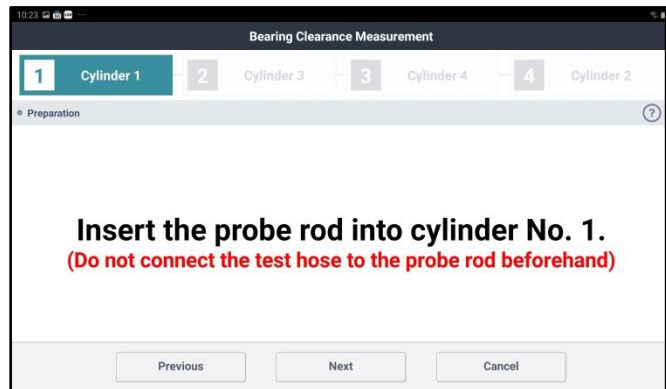 10:23
Bearing Clearance Measurement
1 Cylinder 1 2 Cylinder 3 3 Cylinder 4 4 Cylinder 2
Preparation ?
Insert the probe rod into cylinder No. 1.
(Do not connect the test hose to the probe rod beforehand)
Previous Next Cancel